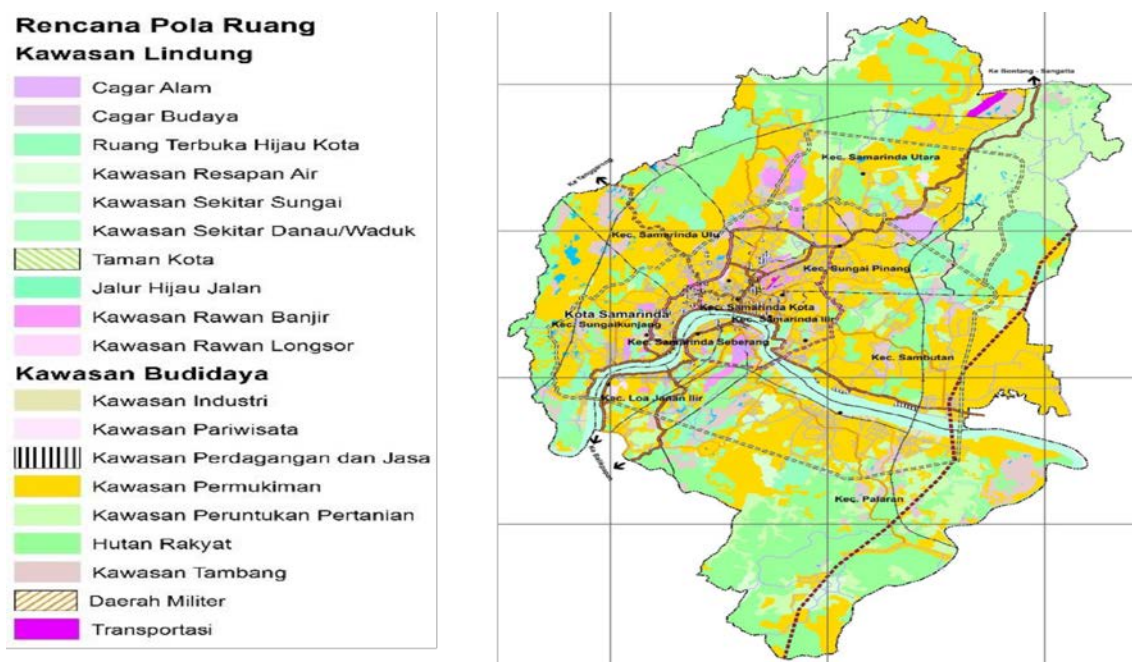 Rencana Pola Ruang
Kawasan Lindung
Cagar Alam
Cagar Budaya
Ruang Terbuka Hijau Kota
Kawasan Resapan Air
Kawasan Sekitar Sungai
Kawasan Sekitar Danau/Waduk
Taman Kota
Jalur Hijau Jalan
Kawasan Rawan Banjir
Kawasan Rawan Longsor
Kawasan Budidaya
Kawasan Industri
Kawasan Pariwisata
Kawasan Perdagangan dan Jasa
Kawasan Permukiman
Kawasan Peruntukan Pertanian
Hutan Rakyat
Kawasan Tambang
Daerah Militer
Transportasi
Ke Bontang - Sangatta
Kec. Samarinda Utara
Ke Tenggarong
Kec. Samarinda Ulu
Kec. Sungai Pinang
Kec. Samarinda Kota
Kota Samarinda
Kec. Samarinda Ilir
Kec. Sungaikunjang
Kec. Samarinda Seberang
Kec. Sambutan
Kec. Loa Janan Ilir
Ke Balikpapan
Kec. Palaran